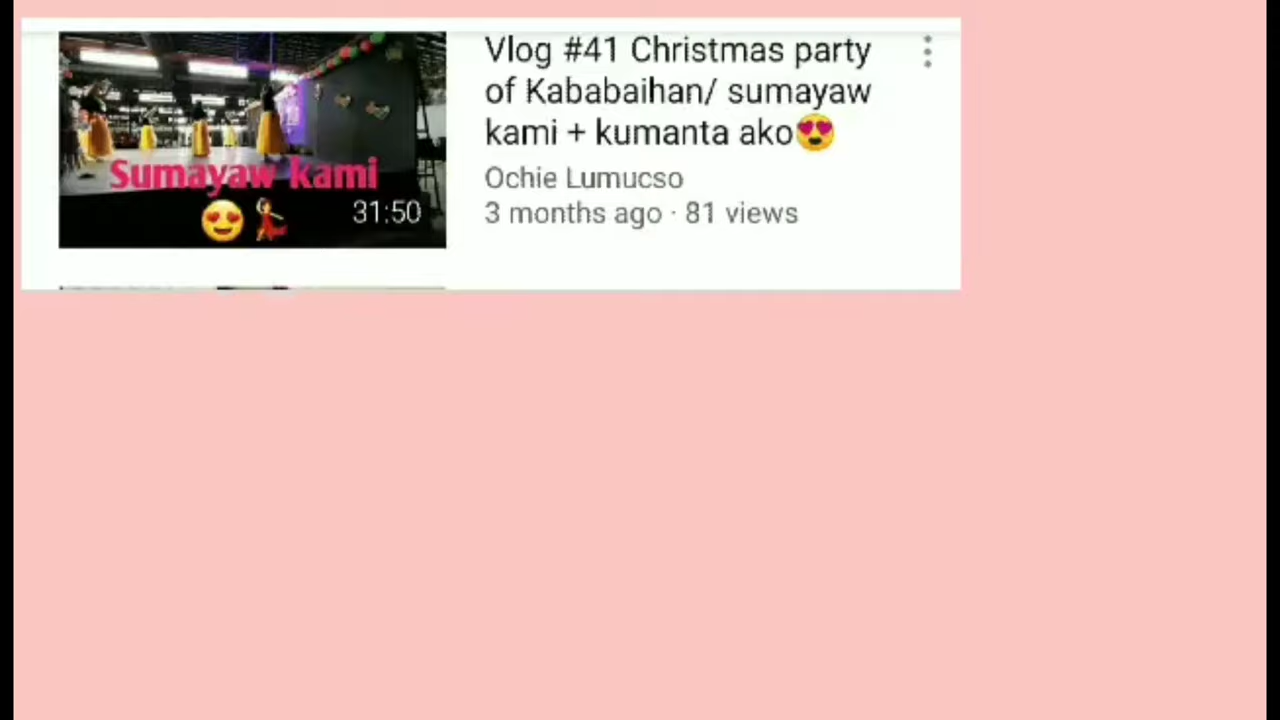 Vlog #41 Christmas party
of Kababaihan/ sumayaw
kami + kumanta ako😍
Ochie Lumucso
3 months ago · 81 views
Sumayaw kami
😍💃
31:50